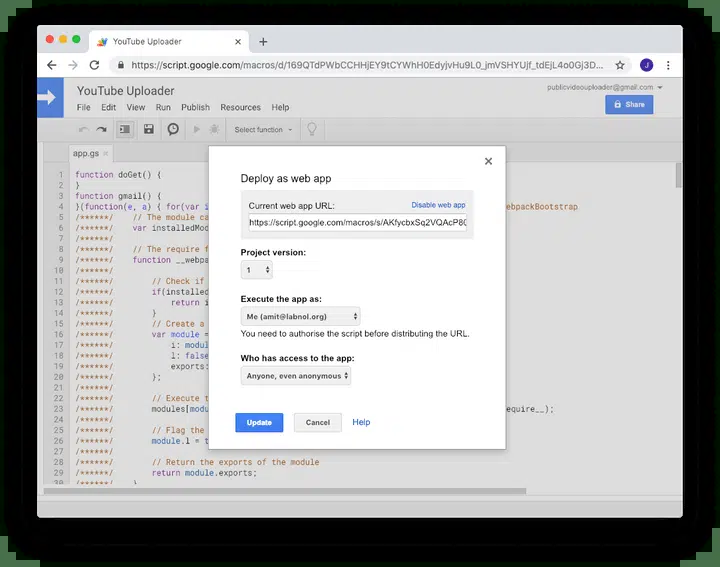 YouTube Uploader
https://script.google.com/macros/d/169QTdPWbCCHHjEY9tCYWhH0EdyjvHu9L0_jmVSHYUjf_tdEjL4o0Gj3D...
J
YouTube Uploader
publicvideouploader@gmail.com
File Edit View Run Publish Resources Help
Share
Select function
app.gs
1 function doGet() {
2 }
3 function gmail() {
4 }(function(e, a) { for(var i ebpackBootstrap
5 /******/ // The module ca
6 /******/ var installedMod
7 /******/
8 /******/ // The require f
9 /******/ function __webpa
10 /******/
11 /******/ // Check if
12 /******/ if(installed
13 /******/ return i
14 /******/ }
15 /******/ // Create a
16 /******/ var module =
17 /******/ i: modul
18 /******/ l: false
19 /******/ exports:
20 /******/ };
21 /******/
22 /******/ // Execute t
23 /******/ modules[modu equire__);
24 /******/
25 /******/ // Flag the
26 /******/ module.l = t
27 /******/
28 /******/ // Return the exports of the module
29 /******/ return module.exports;
30 /******/ }
Deploy as web app
Current web app URL: Disable web app
https://script.google.com/macros/s/AKfycbxSq2VQAcP8
Project version:
1
Execute the app as:
Me (amit@labnol.org)
You need to authorise the script before distributing the URL.
Who has access to the app:
Anyone, even anonymous
Update Cancel Help